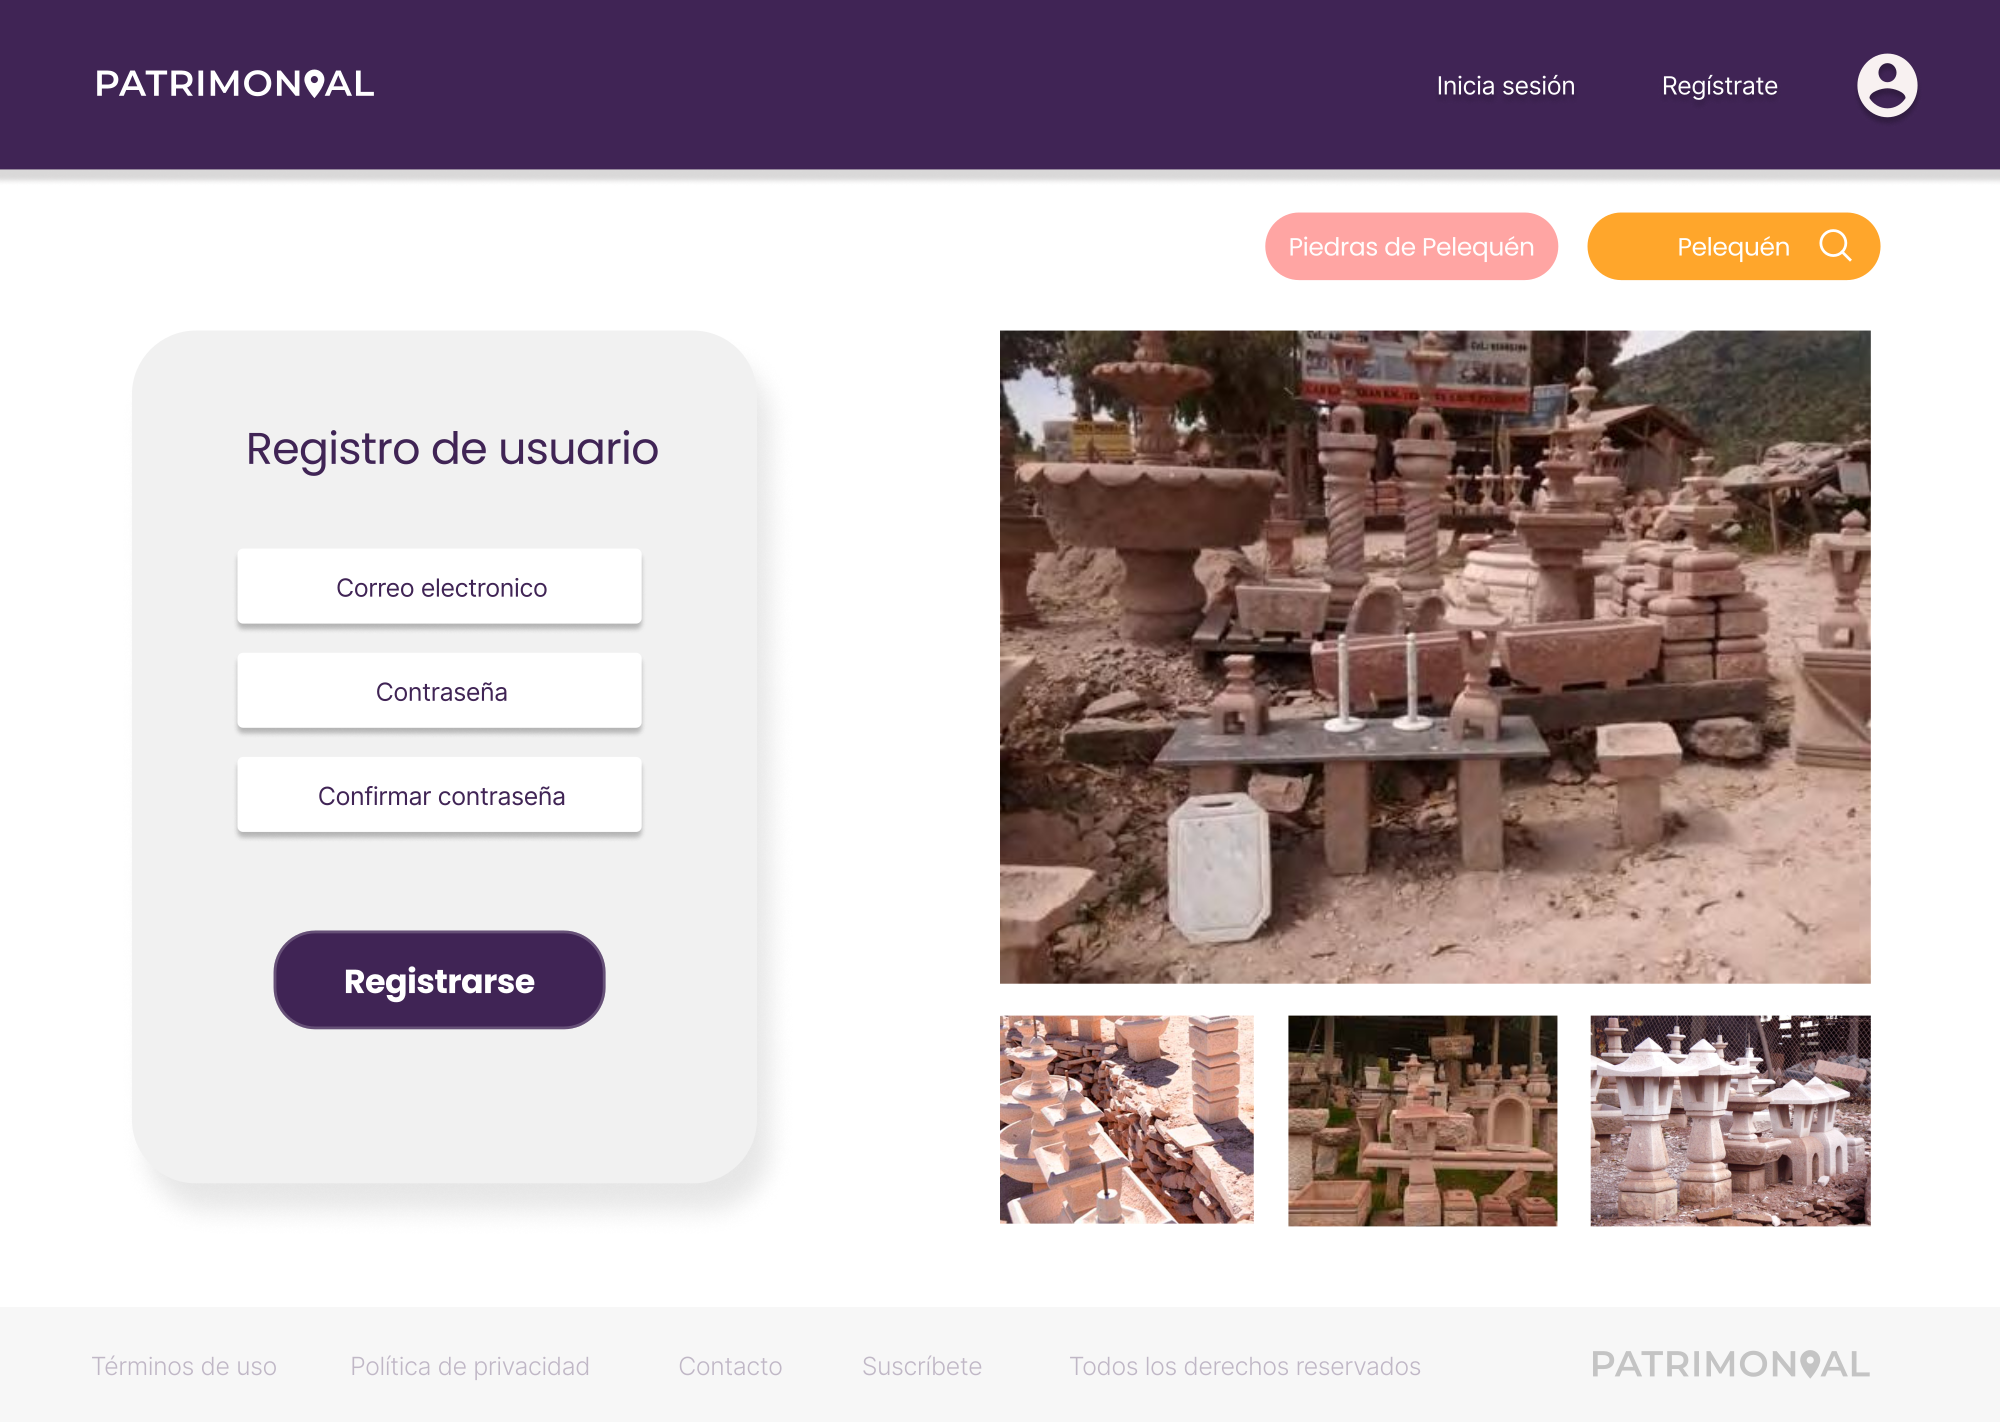 PATRIMONIAL
Inicia sesión
Regístrate
Piedras de Pelequén
Pelequén
Registro de usuario
Correo electronico
Contraseña
Confirmar contraseña
Registrarse
Términos de uso
Política de privacidad
Contacto
Suscríbete
Todos los derechos reservados
PATRIMONIAL